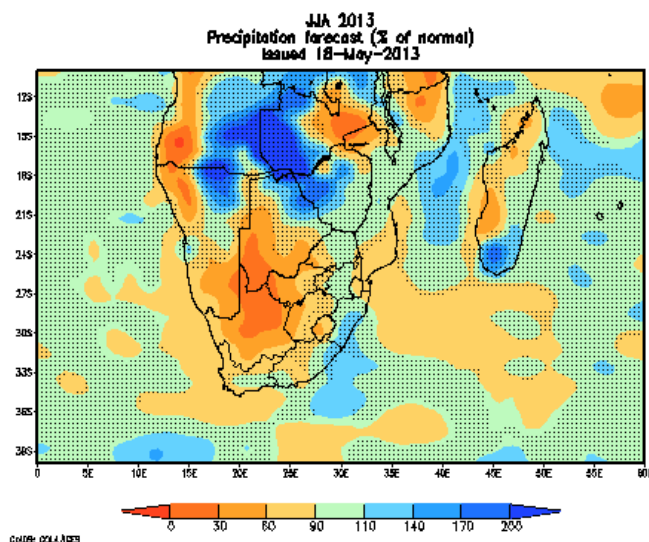 JJA 2013
Precipitation forecast (% of normal)
Issued 18-May-2013
12S
15S
18S
21S
24S
27S
30S
33S
36S
39S
0 5E 10E 15E 20E 25E 30E 35E 40E 45E 50E 55E 60E
0 30 60 90 110 140 170 200